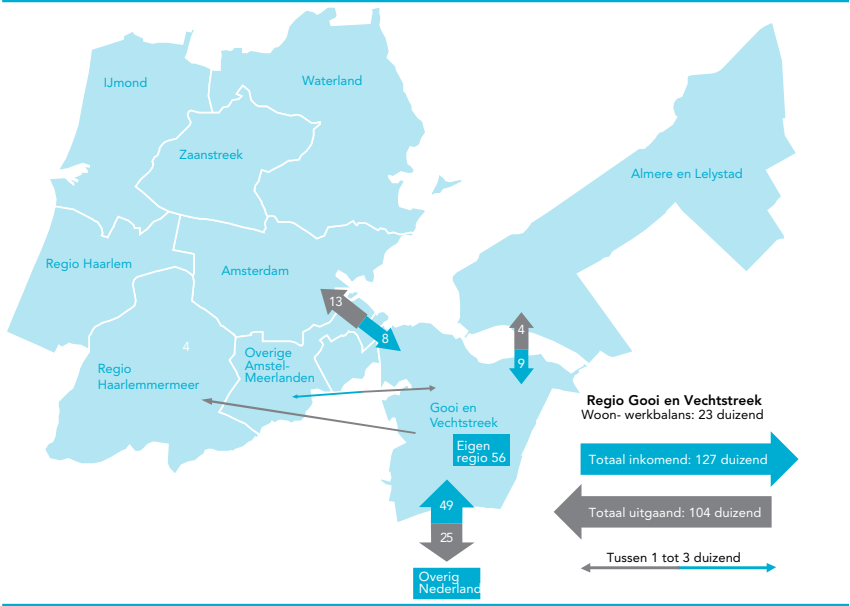 IJmond
Waterland
Zaanstreek
Almere en Lelystad
Regio Haarlem
Amsterdam
13
8
4
9
4
Regio
Haarlemmermeer
Overige
Amstel-
Meerlanden
Gooi en
Vechtstreek
Eigen
regio 56
49
25
Overig
Nederland
Regio Gooi en Vechtstreek
Woon- werkbalans: 23 duizend
Totaal inkomend: 127 duizend
Totaal uitgaand: 104 duizend
Tussen 1 tot 3 duizend